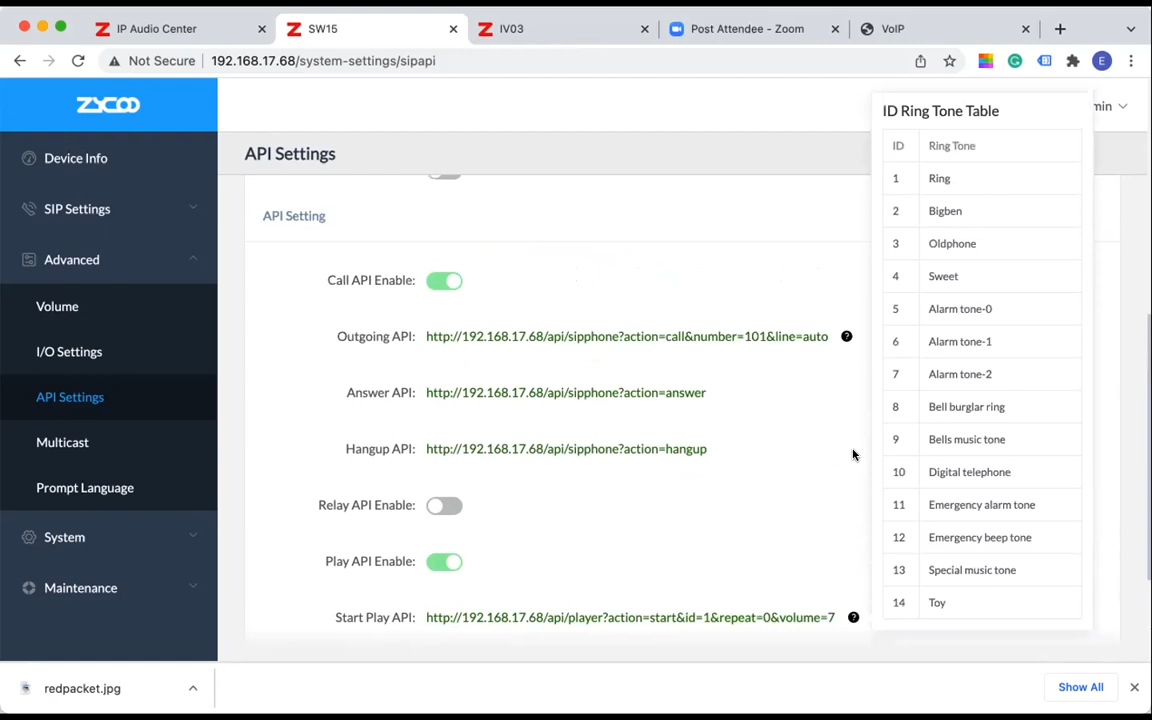 IP Audio Center
SW15
IV03
Post Attendee - Zoom
VoIP
Not Secure
192.168.17.68/system-settings/sipapi
E
ZYCOO
min
Device Info
SIP Settings
Advanced
Volume
I/O Settings
API Settings
Multicast
Prompt Language
System
Maintenance
API Settings
API Setting
Call API Enable:
Outgoing API: http://192.168.17.68/api/sipphone?action=call&number=101&line=auto
Answer API: http://192.168.17.68/api/sipphone?action=answer
Hangup API: http://192.168.17.68/api/sipphone?action=hangup
Relay API Enable:
Play API Enable:
Start Play API: http://192.168.17.68/api/player?action=start&id=1&repeat=0&volume=7
ID Ring Tone Table
ID Ring Tone
1 Ring
2 Bigben
3 Oldphone
4 Sweet
5 Alarm tone-0
6 Alarm tone-1
7 Alarm tone-2
8 Bell burglar ring
9 Bells music tone
10 Digital telephone
11 Emergency alarm tone
12 Emergency beep tone
13 Special music tone
14 Toy
redpacket.jpg
Show All